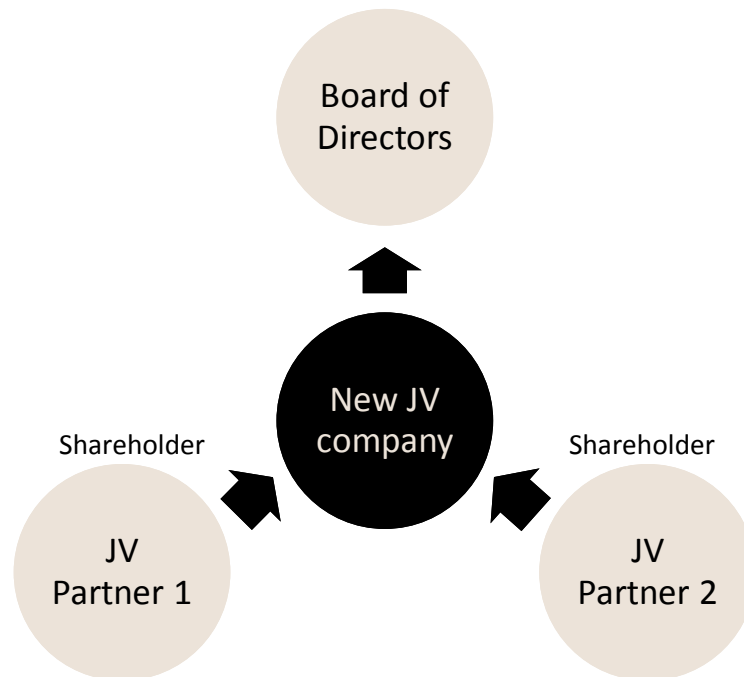 Board of
Directors
New JV
company
Shareholder
Shareholder
JV
Partner 1
JV
Partner 2